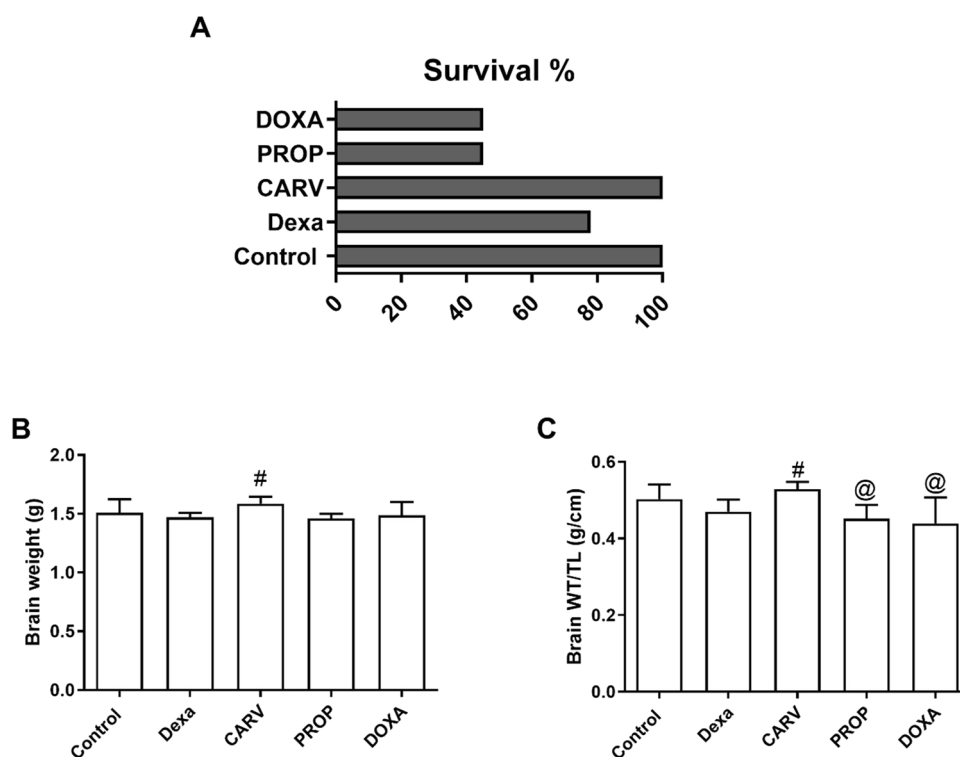 A
Survival %
DOXA
PROP
CARV
Dexa
Control
0 20 40 60 80 100
B
Brain weight (g)
2.0
1.5
1.0
0.5
0.0
#
Control Dexa CARV PROP DOXA
C
Brain WT/TL (g/cm)
0.6
0.4
0.2
0.0
# @ @
Control Dexa CARV PROP DOXA